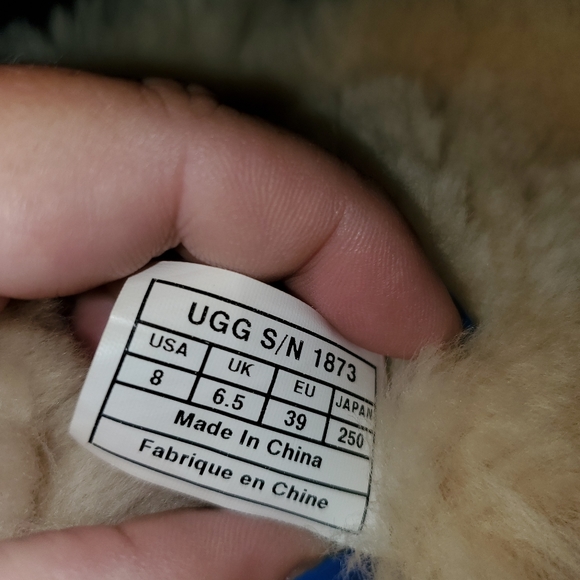 UGG S/N 1873
USA UK EU JAPAN
8 6.5 39 250
Made In China
Fabrique en Chine